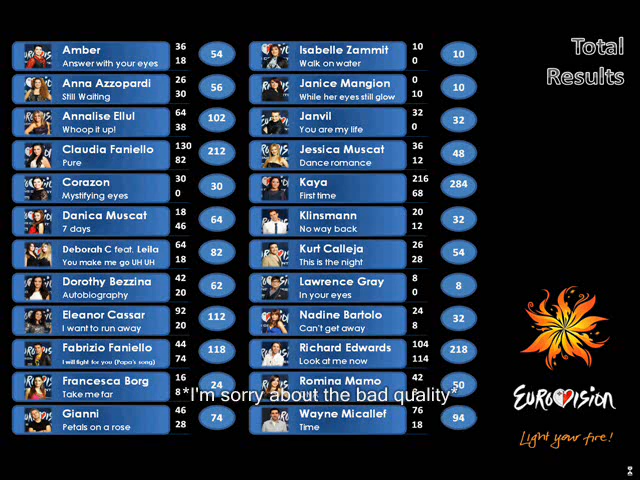 Total
Results
Amber
Answer with your eyes
36
18
54
Anna Azzopardi
Still Waiting
26
30
56
Annalise Ellul
Whoop it up!
64
38
102
Claudia Faniello
Pure
130
82
212
Corazon
Mystifying eyes
30
0
30
Danica Muscat
7 days
18
46
64
Deborah C feat. Leila
You make me go UH UH
64
18
82
Dorothy Bezzina
Autobiography
42
20
62
Eleanor Cassar
I want to run away
92
20
112
Fabrizio Faniello
I will fight for you (Papa's song)
44
74
118
Francesca Borg
Take me far
16
8
24
Gianni
Petals on a rose
46
28
74
Isabelle Zammit
Walk on water
10
0
10
Janice Mangion
While her eyes still glow
0
10
10
Janvil
You are my life
32
0
32
Jessica Muscat
Dance romance
36
12
48
Kaya
First time
216
68
284
Klinsmann
No way back
20
12
32
Kurt Calleja
This is the night
26
28
54
Lawrence Gray
In your eyes
8
0
8
Nadine Bartolo
Can't get away
24
8
32
Richard Edwards
Look at me now
104
114
218
Romina Mamo
42
50
Wayne Micallef
Time
76
18
94
*I'm sorry about the bad quality*
EUROVISION
Light your fire!